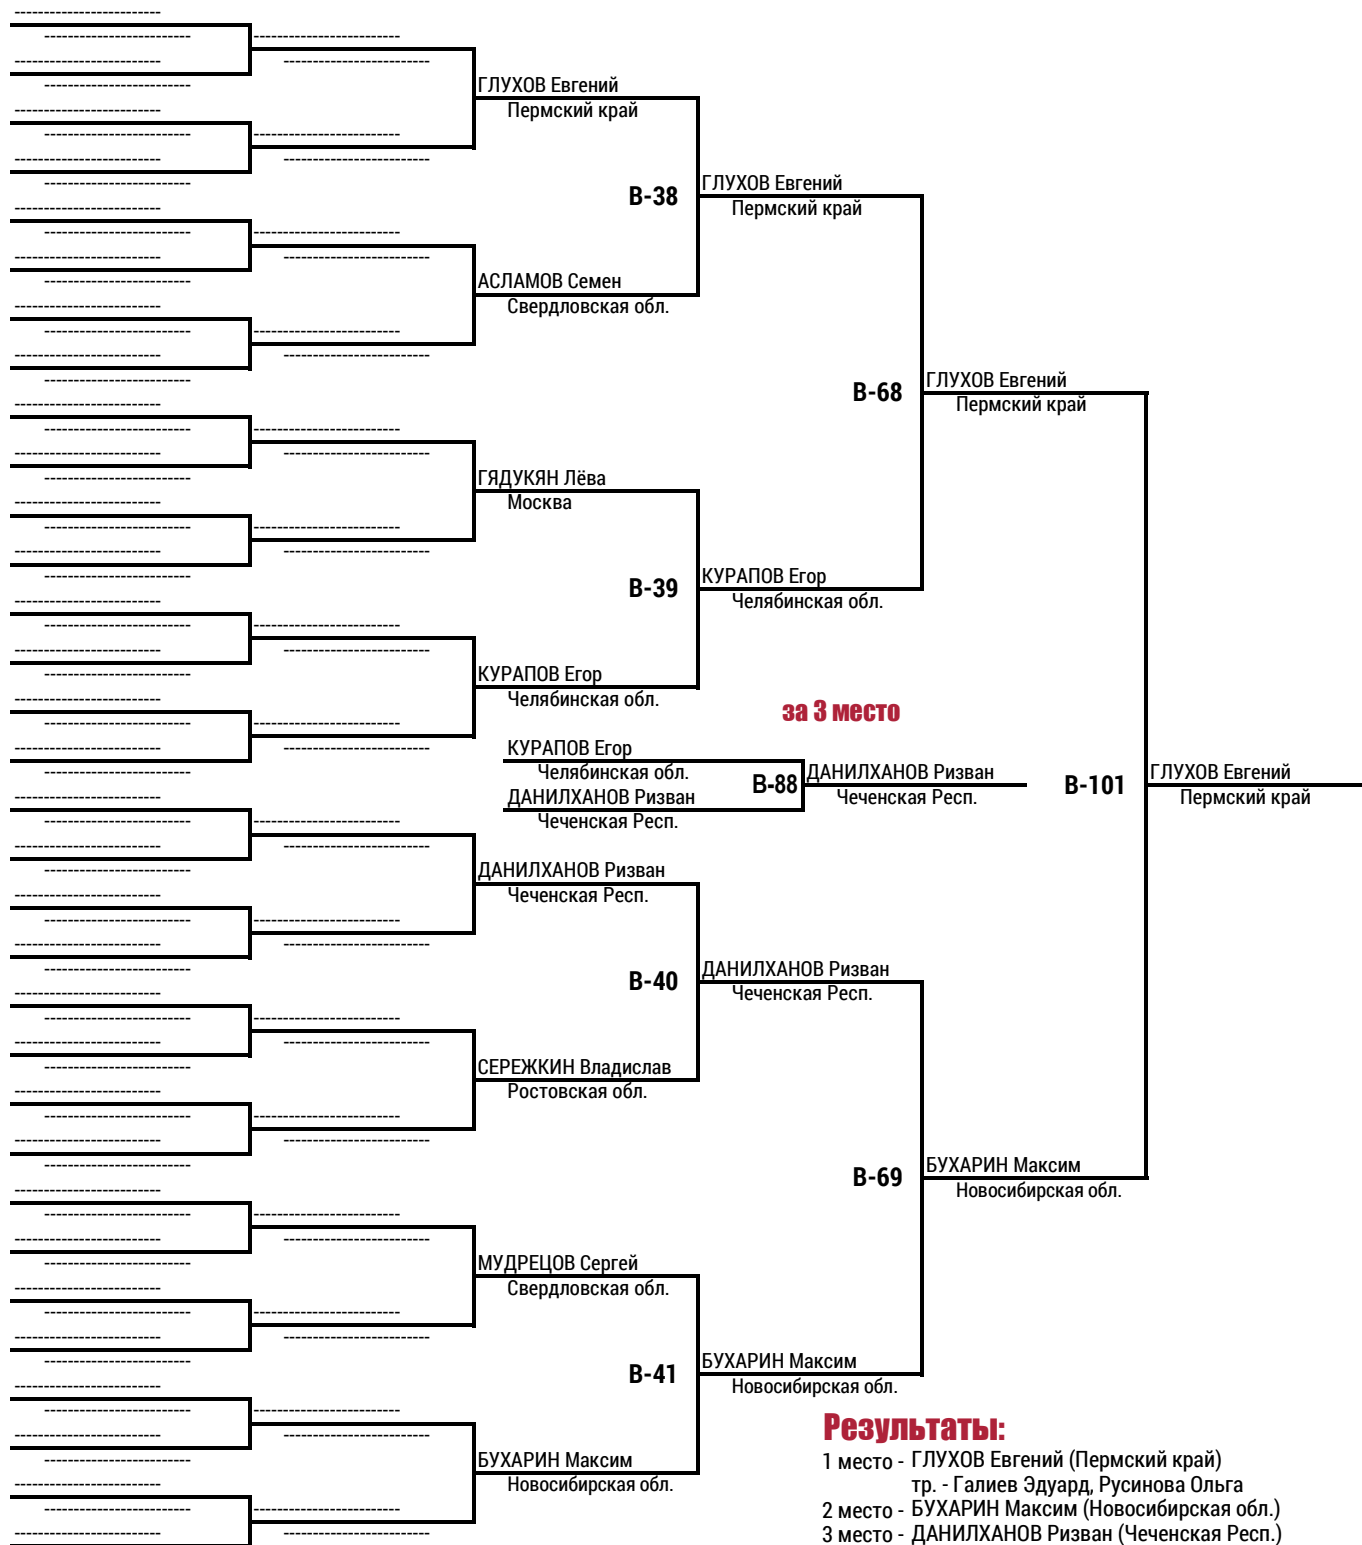 ГЛУХОВ Евгений
Пермский край
В-38
ГЛУХОВ Евгений
Пермский край
АСЛАМОВ Семен
Свердловская обл.
В-68
ГЛУХОВ Евгений
Пермский край
ГЯДУКЯН Лёва
Москва
В-39
КУРАПОВ Егор
Челябинская обл.
КУРАПОВ Егор
Челябинская обл.
за 3 место
КУРАПОВ Егор
Челябинская обл.
ДАНИЛХАНОВ Ризван
Чеченская Респ.
В-88
ДАНИЛХАНОВ Ризван
Чеченская Респ.
В-101
ГЛУХОВ Евгений
Пермский край
ДАНИЛХАНОВ Ризван
Чеченская Респ.
В-40
ДАНИЛХАНОВ Ризван
Чеченская Респ.
СЕРЕЖКИН Владислав
Ростовская обл.
В-69
БУХАРИН Максим
Новосибирская обл.
МУДРЕЦОВ Сергей
Свердловская обл.
В-41
БУХАРИН Максим
Новосибирская обл.
БУХАРИН Максим
Новосибирская обл.
Результаты:
1 место - ГЛУХОВ Евгений (Пермский край)
тр. - Галиев Эдуард, Русинова Ольга
2 место - БУХАРИН Максим (Новосибирская обл.)
3 место - ДАНИЛХАНОВ Ризван (Чеченская Респ.)